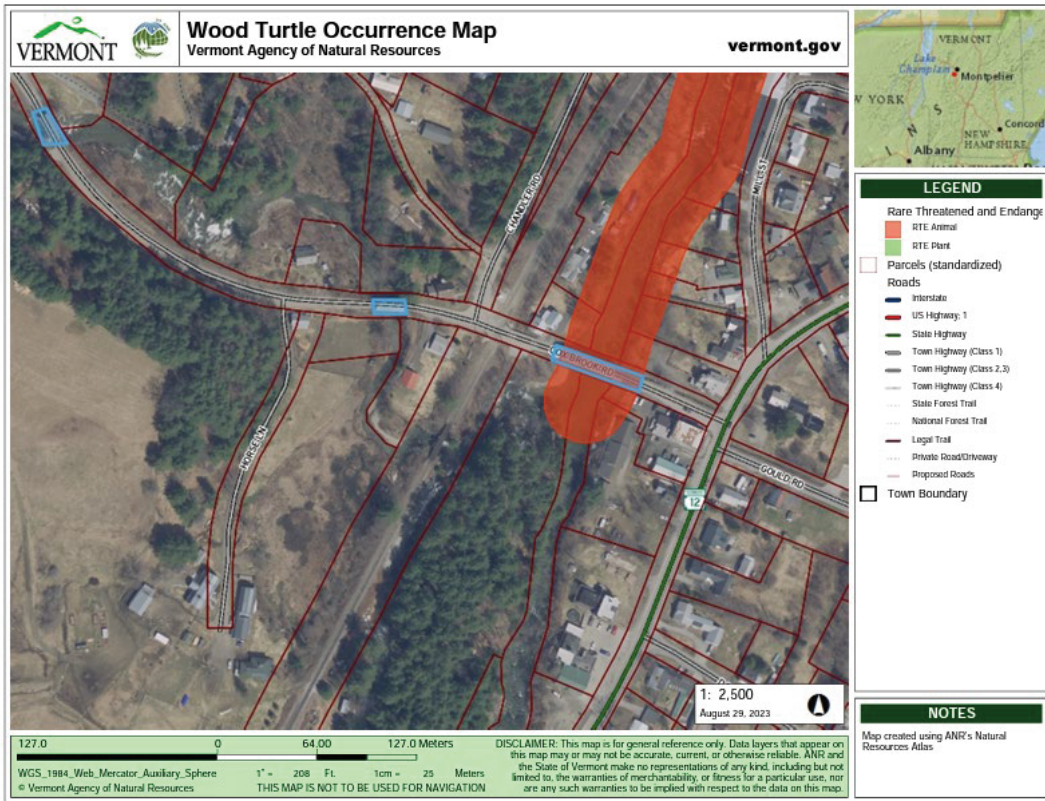 VERMONT
Wood Turtle Occurrence Map
Vermont Agency of Natural Resources
vermont.gov
VERMONT
Lake
Champlain
Montpelier
W YORK
N S
I
Concord
NEW
HAMPSHIRE
Albany
CHANDLER RD
MILL ST
COX BROOK RD
HORSE LN
GOULD RD
12
LEGEND
Rare Threatened and Endange
RTE Animal
RTE Plant
Parcels (standardized)
Roads
Interstate
US Highway; 1
State Highway
Town Highway (Class 1)
Town Highway (Class 2,3)
Town Highway (Class 4)
State Forest Trail
National Forest Trail
Legal Trail
Private Road/Driveway
Proposed Roads
Town Boundary
1: 2,500
August 29, 2023
NOTES
Map created using ANR's Natural
Resources Atlas
127.0 0 64.00 127.0 Meters
WGS_1984_Web_Mercator_Auxiliary_Sphere 1" = 208 Ft. 1cm = 25 Meters
© Vermont Agency of Natural Resources THIS MAP IS NOT TO BE USED FOR NAVIGATION
DISCLAIMER: This map is for general reference only. Data layers that appear on
this map may or may not be accurate, current, or otherwise reliable. ANR and
the State of Vermont make no representations of any kind, including but not
limited to, the warranties of merchantability, or fitness for a particular use, nor
are any such warranties to be implied with respect to the data on this map.